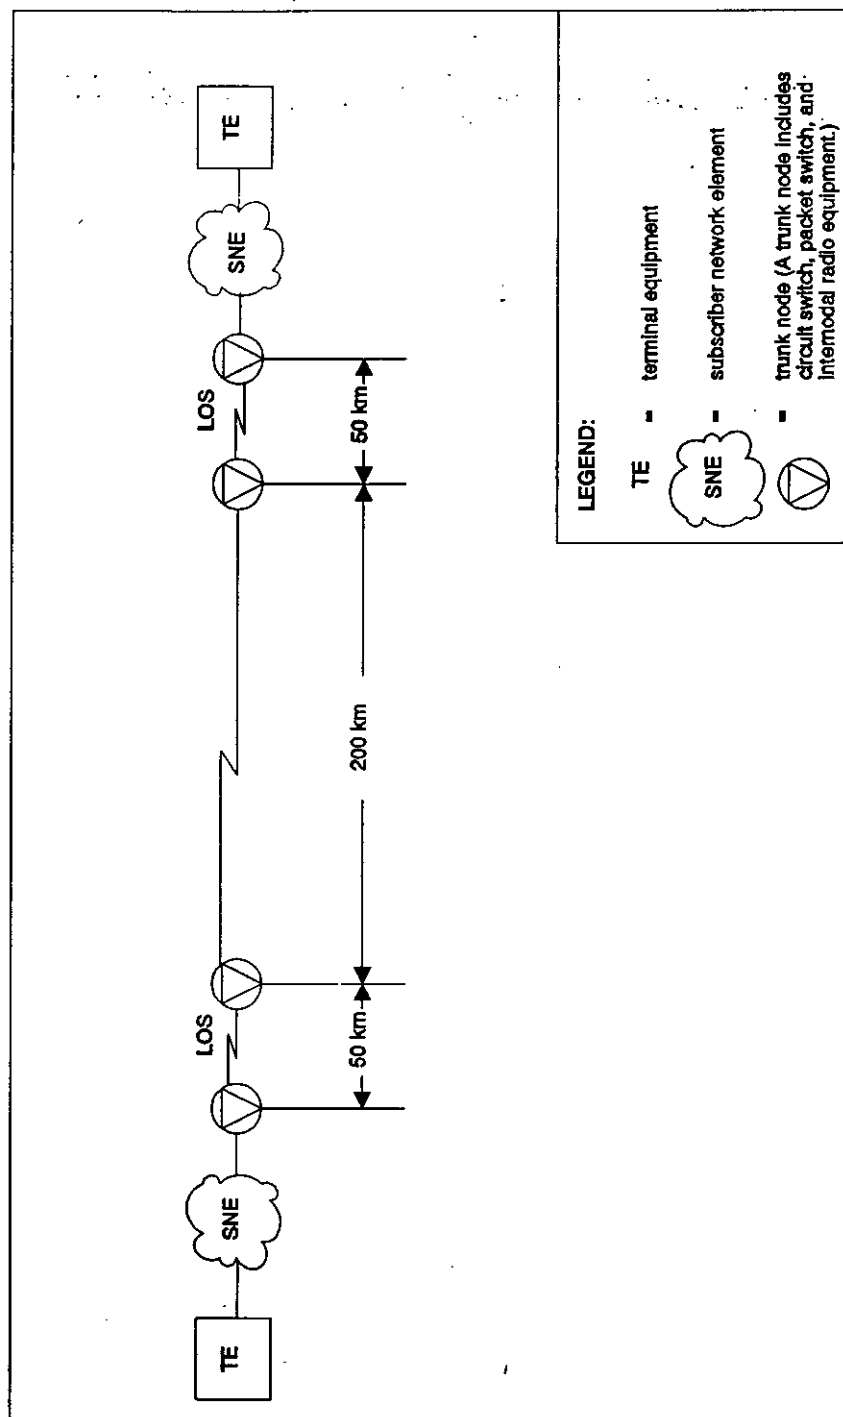 TE
SNE
LOS
LOS
SNE
TE
50 km
200 km
50 km
LEGEND:
TE = terminal equipment
SNE = subscriber network element
= trunk node (A trunk node includes
circuit switch, packet switch, and
internodal radio equipment.)